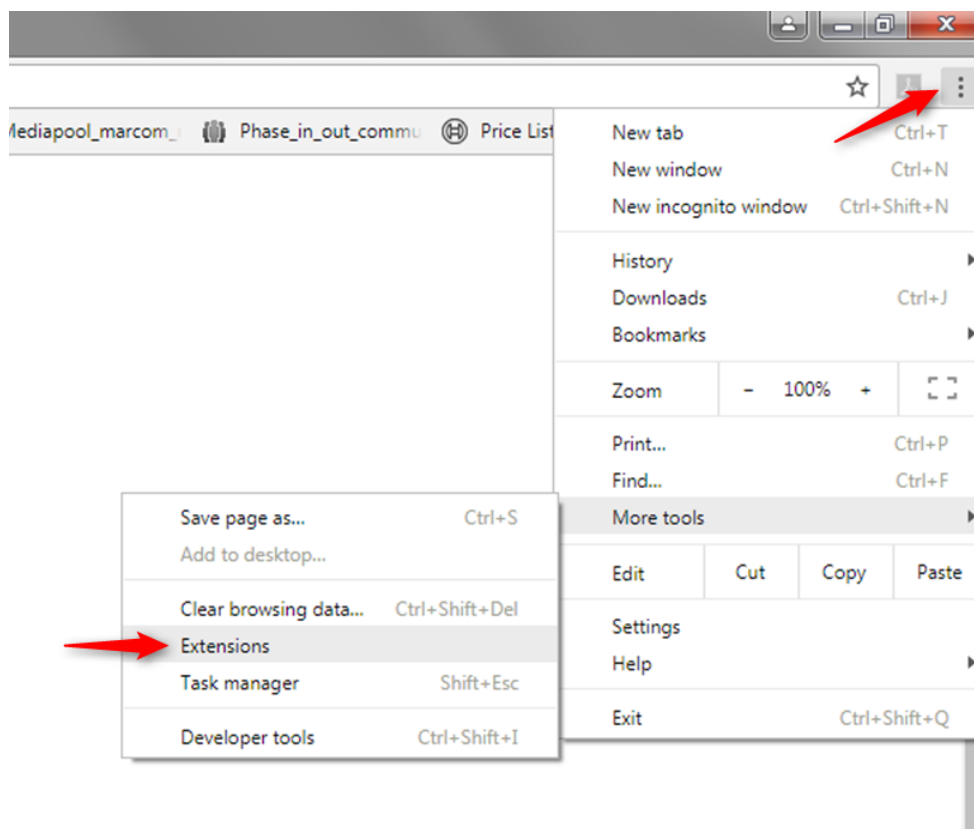 Mediapool_marcom_ Phase_in_out_commu Price List
New tab Ctrl+T
New window Ctrl+N
New incognito window Ctrl+Shift+N
History
Downloads Ctrl+J
Bookmarks
Zoom - 100% +
Print... Ctrl+P
Find... Ctrl+F
More tools
Edit Cut Copy Paste
Settings
Help
Exit Ctrl+Shift+Q
Save page as... Ctrl+S
Add to desktop...
Clear browsing data... Ctrl+Shift+Del
Extensions
Task manager Shift+Esc
Developer tools Ctrl+Shift+I